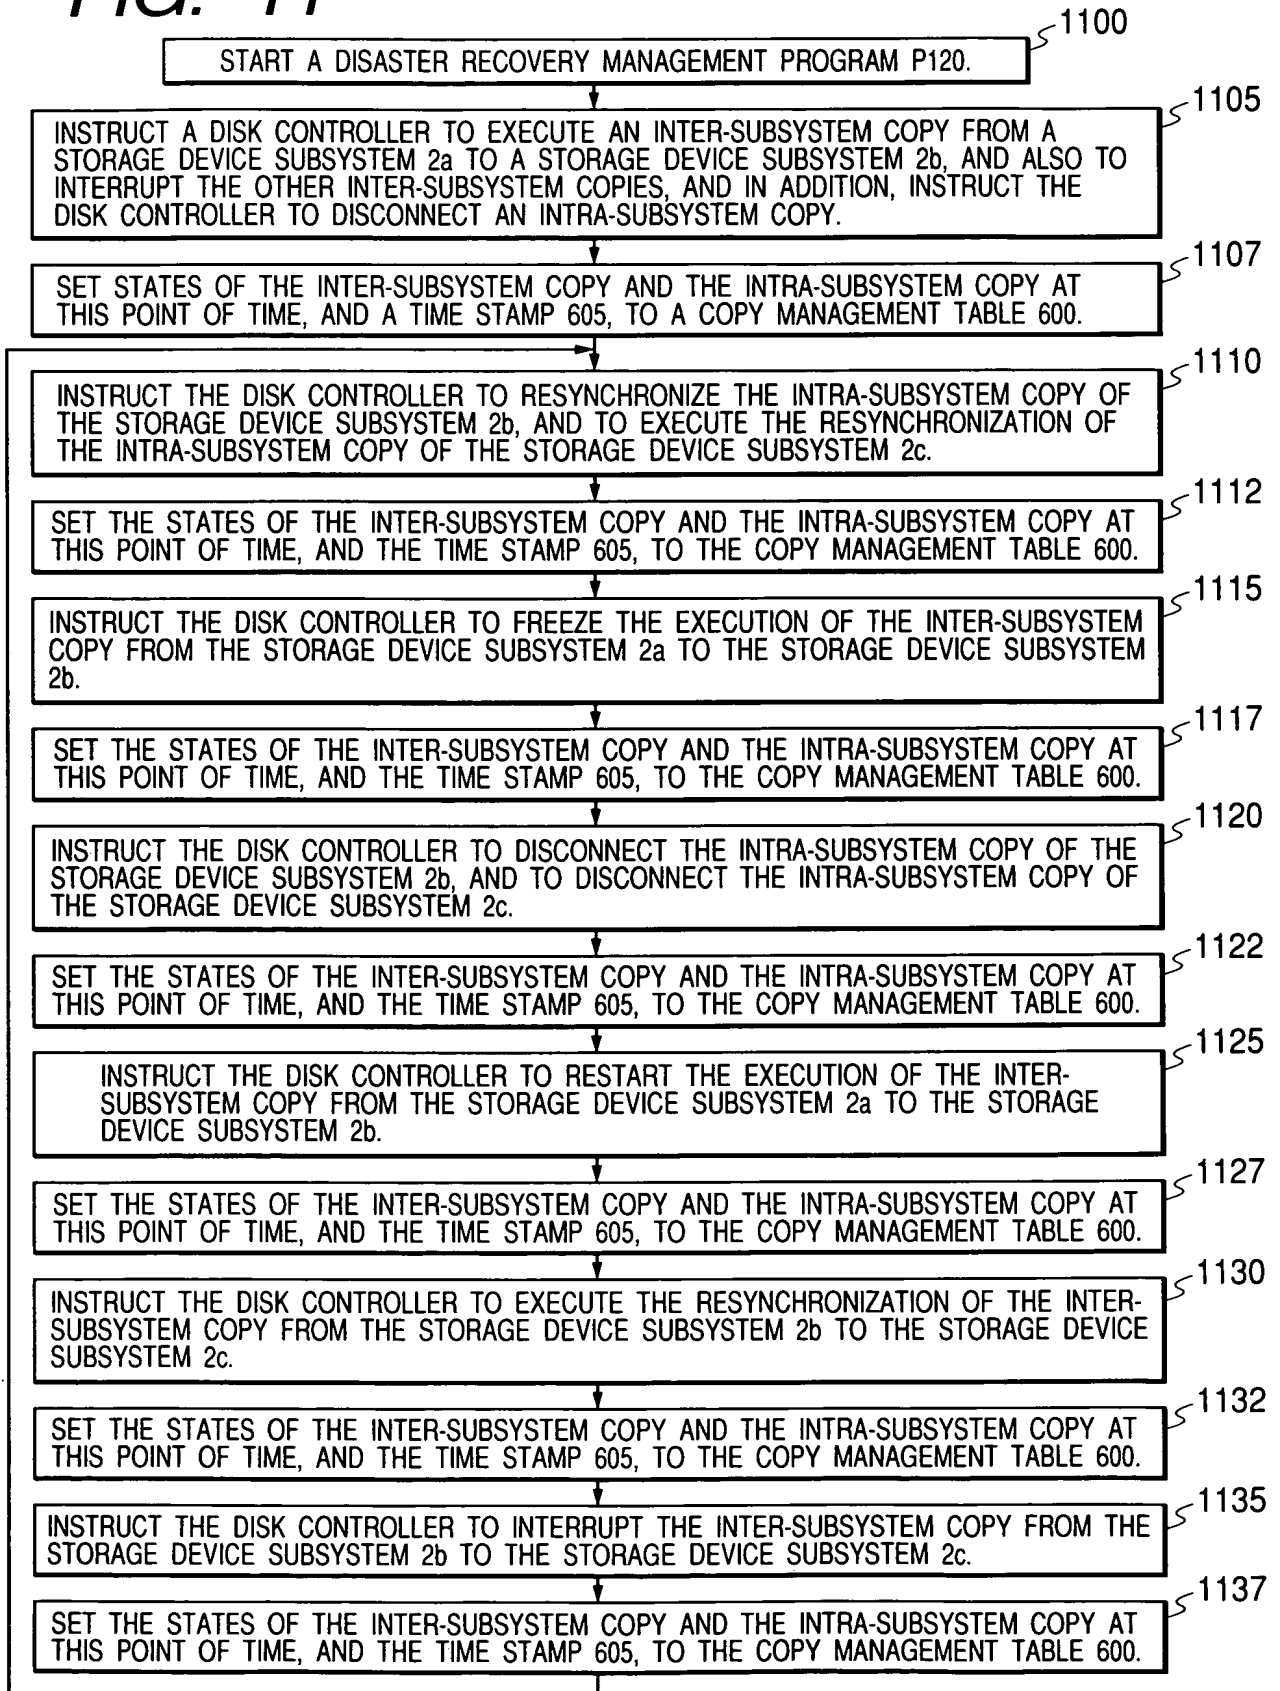 FIG. 11
1100
START A DISASTER RECOVERY MANAGEMENT PROGRAM P120.
1105
INSTRUCT A DISK CONTROLLER TO EXECUTE AN INTER-SUBSYSTEM COPY FROM A
STORAGE DEVICE SUBSYSTEM 2a TO A STORAGE DEVICE SUBSYSTEM 2b, AND ALSO TO
INTERRUPT THE OTHER INTER-SUBSYSTEM COPIES, AND IN ADDITION, INSTRUCT THE
DISK CONTROLLER TO DISCONNECT AN INTRA-SUBSYSTEM COPY.
1107
SET STATES OF THE INTER-SUBSYSTEM COPY AND THE INTRA-SUBSYSTEM COPY AT
THIS POINT OF TIME, AND A TIME STAMP 605, TO A COPY MANAGEMENT TABLE 600.
1110
INSTRUCT THE DISK CONTROLLER TO RESYNCHRONIZE THE INTRA-SUBSYSTEM COPY OF
THE STORAGE DEVICE SUBSYSTEM 2b, AND TO EXECUTE THE RESYNCHRONIZATION OF
THE INTRA-SUBSYSTEM COPY OF THE STORAGE DEVICE SUBSYSTEM 2c.
1112
SET THE STATES OF THE INTER-SUBSYSTEM COPY AND THE INTRA-SUBSYSTEM COPY AT
THIS POINT OF TIME, AND THE TIME STAMP 605, TO THE COPY MANAGEMENT TABLE 600.
1115
INSTRUCT THE DISK CONTROLLER TO FREEZE THE EXECUTION OF THE INTER-SUBSYSTEM
COPY FROM THE STORAGE DEVICE SUBSYSTEM 2a TO THE STORAGE DEVICE SUBSYSTEM
2b.
1117
SET THE STATES OF THE INTER-SUBSYSTEM COPY AND THE INTRA-SUBSYSTEM COPY AT
THIS POINT OF TIME, AND THE TIME STAMP 605, TO THE COPY MANAGEMENT TABLE 600.
1120
INSTRUCT THE DISK CONTROLLER TO DISCONNECT THE INTRA-SUBSYSTEM COPY OF THE
STORAGE DEVICE SUBSYSTEM 2b, AND TO DISCONNECT THE INTRA-SUBSYSTEM COPY OF
THE STORAGE DEVICE SUBSYSTEM 2c.
1122
SET THE STATES OF THE INTER-SUBSYSTEM COPY AND THE INTRA-SUBSYSTEM COPY AT
THIS POINT OF TIME, AND THE TIME STAMP 605, TO THE COPY MANAGEMENT TABLE 600.
1125
INSTRUCT THE DISK CONTROLLER TO RESTART THE EXECUTION OF THE INTER-
SUBSYSTEM COPY FROM THE STORAGE DEVICE SUBSYSTEM 2a TO THE STORAGE
DEVICE SUBSYSTEM 2b.
1127
SET THE STATES OF THE INTER-SUBSYSTEM COPY AND THE INTRA-SUBSYSTEM COPY AT
THIS POINT OF TIME, AND THE TIME STAMP 605, TO THE COPY MANAGEMENT TABLE 600.
1130
INSTRUCT THE DISK CONTROLLER TO EXECUTE THE RESYNCHRONIZATION OF THE INTER-
SUBSYSTEM COPY FROM THE STORAGE DEVICE SUBSYSTEM 2b TO THE STORAGE DEVICE
SUBSYSTEM 2c.
1132
SET THE STATES OF THE INTER-SUBSYSTEM COPY AND THE INTRA-SUBSYSTEM COPY AT
THIS POINT OF TIME, AND THE TIME STAMP 605, TO THE COPY MANAGEMENT TABLE 600.
1135
INSTRUCT THE DISK CONTROLLER TO INTERRUPT THE INTER-SUBSYSTEM COPY FROM THE
STORAGE DEVICE SUBSYSTEM 2b TO THE STORAGE DEVICE SUBSYSTEM 2c.
1137
SET THE STATES OF THE INTER-SUBSYSTEM COPY AND THE INTRA-SUBSYSTEM COPY AT
THIS POINT OF TIME, AND THE TIME STAMP 605, TO THE COPY MANAGEMENT TABLE 600.